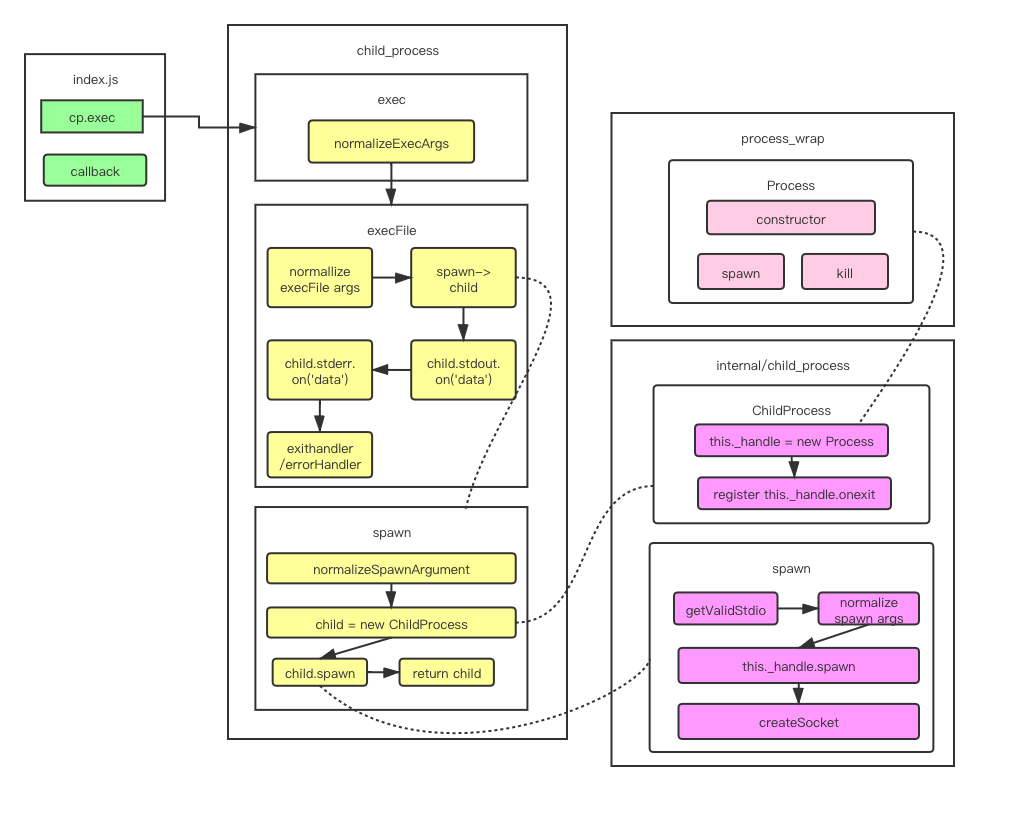 index.js
cp.exec
callback
child_process
exec
normalizeExecArgs
execFile
normallize
execFile args
spawn->
child
child.stderr.
on('data')
child.stdout.
on('data')
exithandler
/errorHandler
spawn
normalizeSpawnArgument
child = new ChildProcess
child.spawn
return child
process_wrap
Process
constructor
spawn
kill
internal/child_process
ChildProcess
this._handle = new Process
register this._handle.onexit
spawn
getValidStdio
normalize
spawn args
this._handle.spawn
createSocket